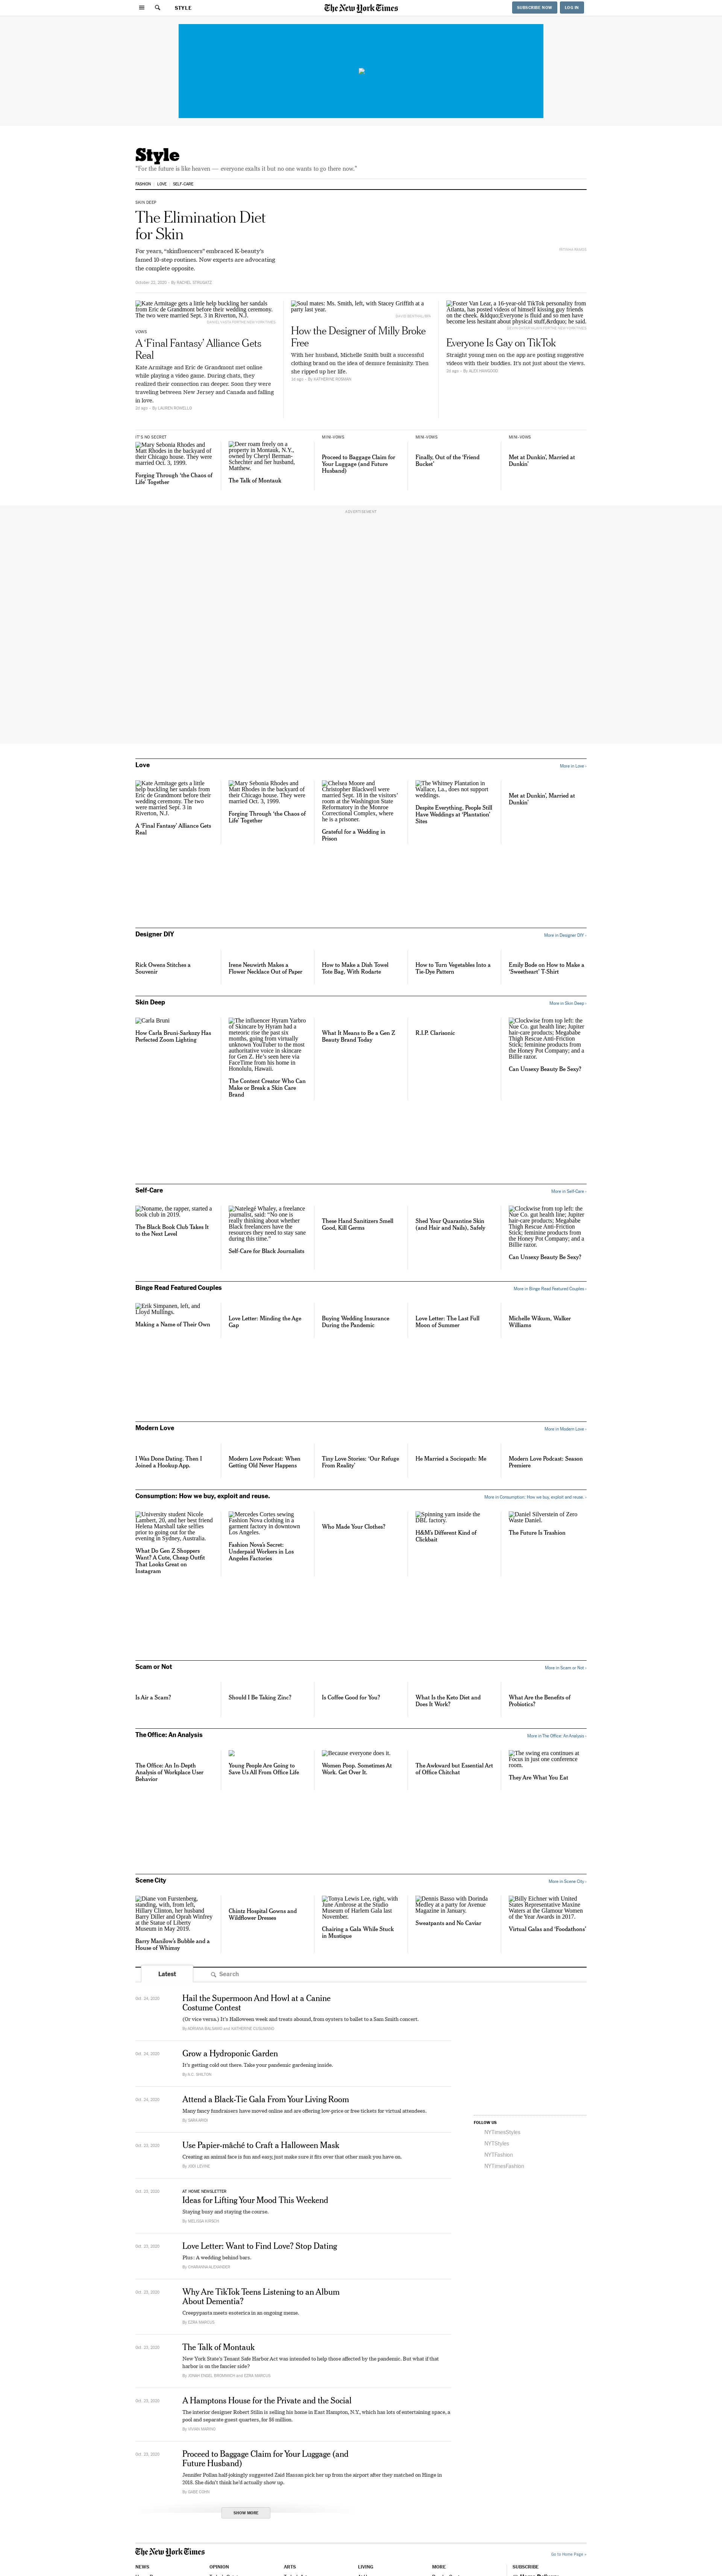 STYLE
The New York Times
SUBSCRIBE NOW
LOG IN
Style
"For the future is like heaven — everyone exalts it but no one wants to go there now."
FASHION
LOVE
SELF-CARE
SKIN DEEP
The Elimination Diet
for Skin
For years, "skinfluencers" embraced K-beauty's
famed 10-step routines. Now experts are advocating
the complete opposite.
October 22, 2020 · By RACHEL STRUGATZ
Kate Armitage gets a little help buckling her sandals
from Eric de Grandmont before their wedding ceremony.
The two were married Sept. 3 in Riverton, N.J.
VOWS
A 'Final Fantasy' Alliance Gets
Real
Kate Armitage and Eric de Grandmont met online
while playing a video game. During chats, they
realized their connection ran deeper. Soon they were
traveling between New Jersey and Canada and falling
in love.
Soul mates: Ms. Smith, left, with Stacey Griffith at a
party last year.
How the Designer of Milly Broke
Free
With her husband, Michelle Smith built a successful
clothing brand on the idea of demure femininity. Then
she ripped up her life.
By KATHERINE ROSMAN
Foster Van Lear, a 16-year-old TikTok personality from
Atlanta, has posted videos of himself kissing guy friends
on the cheek. &ldquo;Everyone is fluid and so men have
become less hesitant about physical stuff,&rdquo; he said.
Everyone Is Gay on TikTok
Straight young men on the app are posting suggestive
videos with their buddies. It's not just about the views.
By ALEX HAWGOOD
IT'S NO SECRET
Mary Sebonia Rhodes and
Matt Rhodes in the backyard of
their Chicago house. They were
married Oct. 3, 1999.
Forging Through 'the Chaos of
Life' Together
Deer roam freely on a
property in Montauk, N.Y.,
owned by Cheryl Berman-
Schechter and her husband,
Matthew.
The Talk of Montauk
MINI-VOWS
Proceed to Baggage Claim for
Your Luggage (and Future
Husband)
MINI-VOWS
Finally, Out of the 'Friend
Bucket'
MINI-VOWS
Met at Dunkin', Married at
Dunkin'
ADVERTISEMENT
Love
More in Love ›
Kate Armitage gets a little
help buckling her sandals from
Eric de Grandmont before their
wedding ceremony. The two
were married Sept. 3 in
Riverton, N.J.
A 'Final Fantasy' Alliance Gets
Real
Mary Sebonia Rhodes and
Matt Rhodes in the backyard of
their Chicago house. They were
married Oct. 3, 1999.
Forging Through 'the Chaos of
Life' Together
Chelsea Moore and
Christopher Blackwell were
married Sept. 18 in the visitors'
room at the Washington State
Reformatory in the Monroe
Correctional Complex, where
he is a prisoner.
Grateful for a Wedding in
Prison
The Whitney Plantation in
Wallace, La., does not support
weddings.
Despite Everything, People Still
Have Weddings at 'Plantation'
Sites
Met at Dunkin', Married at
Dunkin'
Designer DIY
More in Designer DIY ›
Rick Owens Stitches a
Souvenir
Irene Neuwirth Makes a
Flower Necklace Out of Paper
How to Make a Dish Towel
Tote Bag, With Rodarte
How to Turn Vegetables Into a
Tie-Dye Pattern
Emily Bode on How to Make a
'Sweetheart' T-Shirt
Skin Deep
More in Skin Deep ›
Carla Bruni
How Carla Bruni-Sarkozy Has
Perfected Zoom Lighting
The influencer Hyram Yarbro
of Skincare by Hyram had a
meteoric rise the past six
months, going from virtually
unknown YouTuber to the most
authoritative voice in skincare
for Gen Z. He's seen here via
FaceTime from his home in
Honolulu, Hawaii.
The Content Creator Who Can
Make or Break a Skin Care
Brand
What It Means to Be a Gen Z
Beauty Brand Today
R.I.P. Clarisonic
Clockwise from top left: the
Nue Co. gut health line; Jupiter
hair-care products; Megababe
Thigh Rescue Anti-Friction
Stick; feminine products from
the Honey Pot Company; and a
Billie razor.
Can Unsexy Beauty Be Sexy?
Self-Care
More in Self-Care ›
Noname, the rapper, started a
book club in 2019.
The Black Book Club Takes It
to the Next Level
Natelegé Whaley, a freelance
journalist, said: "No one is
really thinking about whether
Black freelancers have the
resources they need to stay sane
during this time."
Self-Care for Black Journalists
These Hand Sanitizers Smell
Good, Kill Germs
Shed Your Quarantine Skin
(and Hair and Nails), Safely
Clockwise from top left: the
Nue Co. gut health line; Jupiter
hair-care products; Megababe
Thigh Rescue Anti-Friction
Stick; feminine products from
the Honey Pot Company; and a
Billie razor.
Can Unsexy Beauty Be Sexy?
Binge Read Featured Couples
More in Binge Read Featured Couples ›
Erik Simpanen, left, and
Lloyd Mullings.
Making a Name of Their Own
Love Letter: Minding the Age
Gap
Buying Wedding Insurance
During the Pandemic
Love Letter: The Last Full
Moon of Summer
Michelle Wikum, Walker
Williams
Modern Love
More in Modern Love ›
I Was Done Dating. Then I
Joined a Hookup App.
Modern Love Podcast: When
Getting Old Never Happens
Tiny Love Stories: 'Our Refuge
From Reality'
He Married a Sociopath: Me
Modern Love Podcast: Season
Premiere
Consumption: How we buy, exploit and reuse.
More in Consumption: How we buy, exploit and reuse. ›
University student Nicole
Lambert, 20, and her best friend
Helena Marshall take selfies
prior to going out for the
evening in Sydney, Australia.
What Do Gen Z Shoppers
Want? A Cute, Cheap Outfit
That Looks Great on
Instagram
Mercedes Cortes sewing
Fashion Nova clothing in a
garment factory in downtown
Los Angeles.
Fashion Nova's Secret:
Underpaid Workers in Los
Angeles Factories
Who Made Your Clothes?
Spinning yarn inside the
DBL factory.
H&M's Different Kind of
Clickbait
Daniel Silverstein of Zero
Waste Daniel.
The Future Is Trashion
Scam or Not
More in Scam or Not ›
Is Air a Scam?
Should I Be Taking Zinc?
Is Coffee Good for You?
What Is the Keto Diet and
Does It Work?
What Are the Benefits of
Probiotics?
The Office: An Analysis
More in The Office: An Analysis ›
The Office: An In-Depth
Analysis of Workplace User
Behavior
Young People Are Going to
Save Us All From Office Life
Because everyone does it.
Women Poop. Sometimes At
Work. Get Over It.
The Awkward but Essential Art
of Office Chitchat
The swing era continues at
Focus in just one conference
room.
They Are What You Eat
Scene City
More in Scene City ›
Diane von Furstenberg,
standing, with, from left,
Hillary Clinton, her husband
Barry Diller and Oprah Winfrey
at the Statue of Liberty
Museum in May 2019.
Barry Manilow's Bubble and a
House of Whimsy
Chintz Hospital Gowns and
Wildflower Dresses
Tonya Lewis Lee, right, with
June Ambrose at the Studio
Museum of Harlem Gala last
November.
Chairing a Gala While Stuck
in Mustique
Dennis Basso with Dorinda
Medley at a party for Avenue
Magazine in January.
Sweatpants and No Caviar
Billy Eichner with United
States Representative Maxine
Waters at the Glamour Women
of the Year Awards in 2017.
Virtual Galas and 'Foodathons'
Latest
Search
Oct. 24, 2020
Hail the Supermoon And Howl at a Canine
Costume Contest
(Or vice versa.) It's Halloween week and treats abound, from oysters to ballet to a Sam Smith concert.
By ADRIANA BALSAMO and KATHERINE CUSUMANO
Oct. 24, 2020
Grow a Hydroponic Garden
It's getting cold out there. Take your pandemic gardening inside.
Oct. 24, 2020
Attend a Black-Tie Gala From Your Living Room
Many fancy fundraisers have moved online and are offering low-price or free tickets for virtual attendees.
Oct. 23, 2020
Use Papier-mâché to Craft a Halloween Mask
Creating an animal face is fun and easy, just make sure it fits over that other mask you have on.
Oct. 23, 2020
AT HOME NEWSLETTER
Ideas for Lifting Your Mood This Weekend
Staying busy and staying the course.
By MELISSA KIRSCH
Oct. 23, 2020
Love Letter: Want to Find Love? Stop Dating
Plus: A wedding behind bars.
By CHARANNA ALEXANDER
Oct. 23, 2020
Why Are TikTok Teens Listening to an Album
About Dementia?
Creepypasta meets esoterica in an ongoing meme.
By EZRA MARCUS
Oct. 23, 2020
The Talk of Montauk
New York State's Tenant Safe Harbor Act was intended to help those affected by the pandemic. But what if that
harbor is on the fancier side?
By JONAH ENGEL BROMWICH and EZRA MARCUS
Oct. 23, 2020
A Hamptons House for the Private and the Social
The interior designer Robert Stilin is selling his home in East Hampton, N.Y., which has lots of entertaining space, a
pool and separate guest quarters, for $6 million.
By VIVIAN MARINO
Oct. 23, 2020
Proceed to Baggage Claim for Your Luggage (and
Future Husband)
Jennifer Pollan half-jokingly suggested Zaid Hassan pick her up from the airport after they matched on Hinge in
2018. She didn't think he'd actually show up.
By GABE COHN
SHOW MORE
FOLLOW US
NYTimesStyles
NYTStyles
NYTFashion
NYTimesFashion
The New York Times
Go to Home Page »
NEWS
OPINION
ARTS
LIVING
MORE
SUBSCRIBE